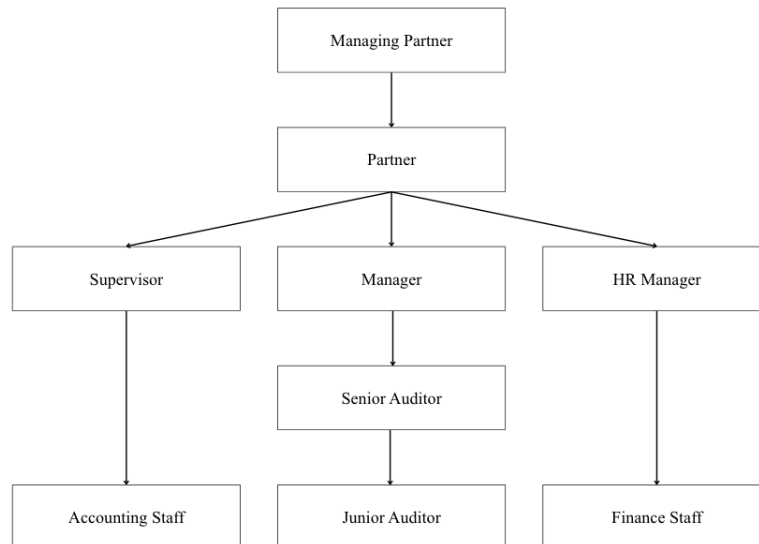 Managing Partner
Partner
Supervisor
Manager
HR Manager
Senior Auditor
Accounting Staff
Junior Auditor
Finance Staff